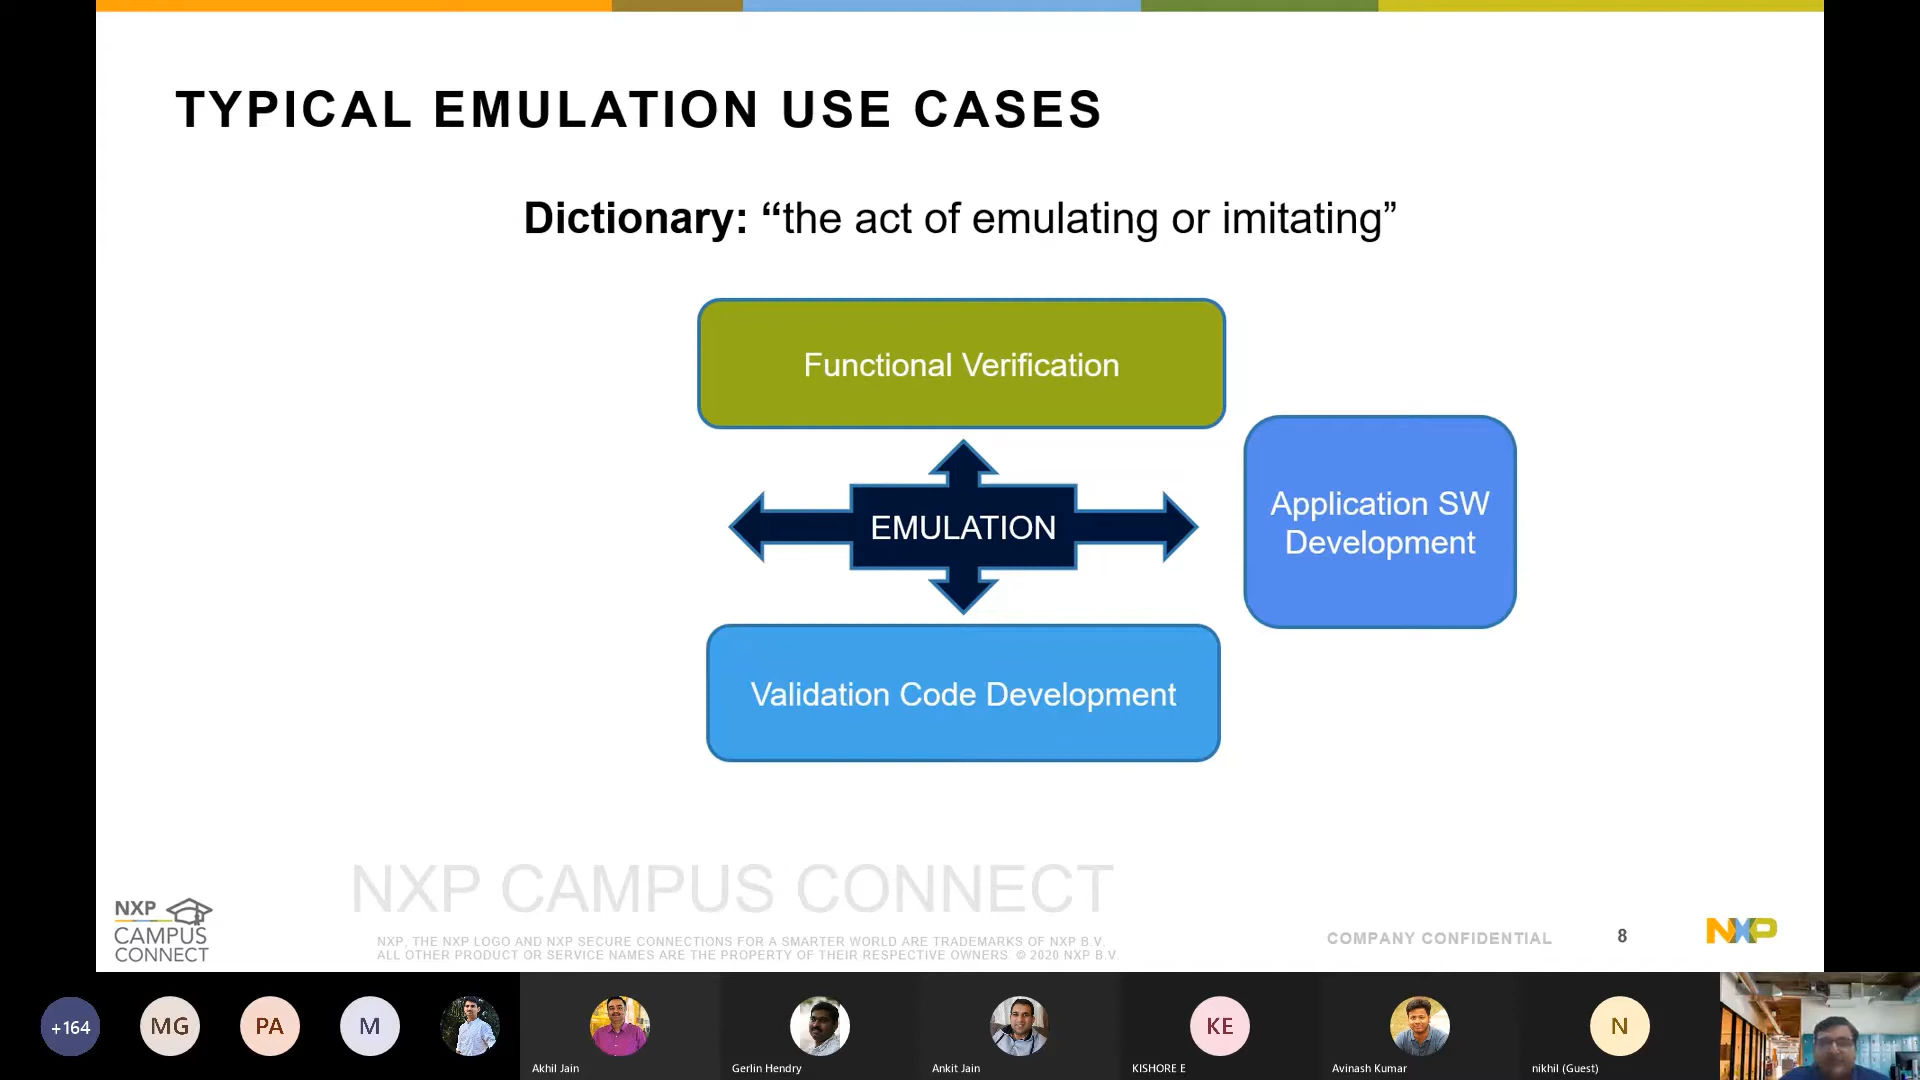 TYPICAL EMULATION USE CASES
Dictionary: “the act of emulating or imitating”
Functional Verification
EMULATION
Application SW
Development
Validation Code Development
NXP CAMPUS CONNECT
NXP
CAMPUS
CONNECT
NXP, THE NXP LOGO AND NXP SECURE CONNECTIONS FOR A SMARTER WORLD ARE TRADEMARKS OF NXP B.V.
ALL OTHER PRODUCT OR SERVICE NAMES ARE THE PROPERTY OF THEIR RESPECTIVE OWNERS. © 2020 NXP B.V.
COMPANY CONFIDENTIAL
8
NXP
+164
MG
PA
M
KE
N
Akhil Jain
Gerlin Hendry
Ankit Jain
KISHORE E
Avinash Kumar
nikhil (Guest)